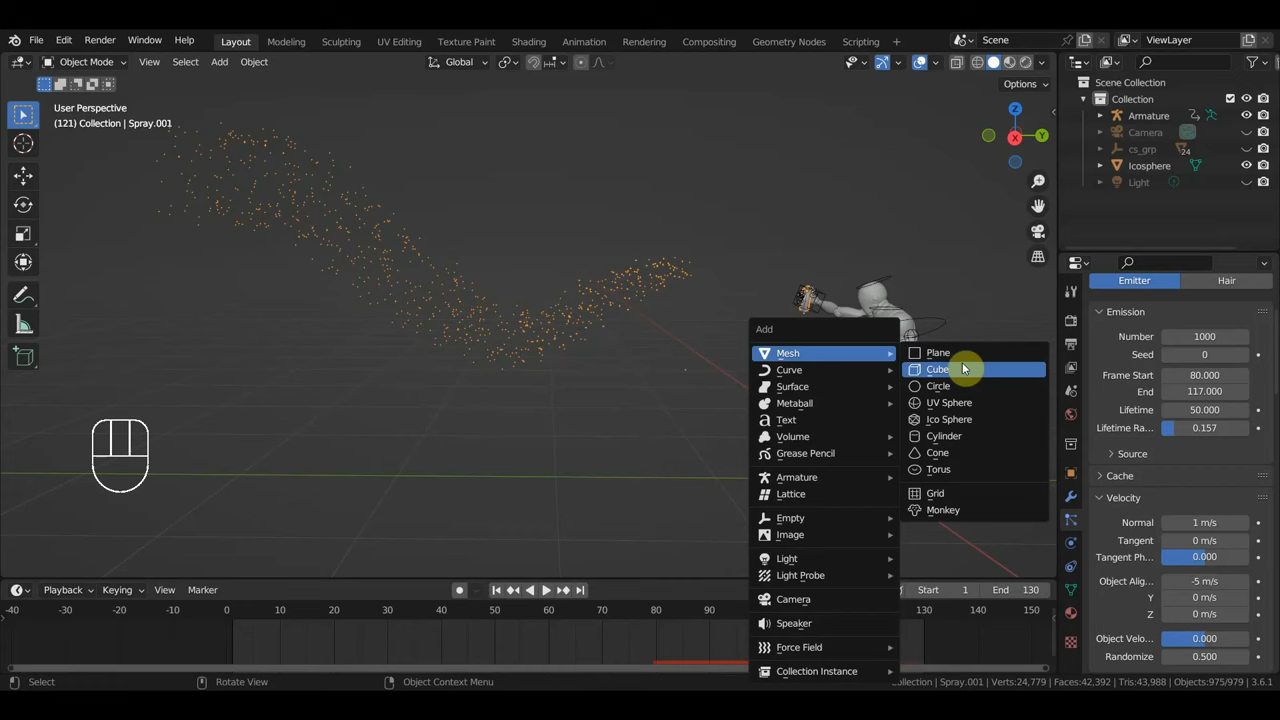 File Edit Render Window Help Layout Modeling Sculpting UV Editing Texture Paint Shading Animation Rendering Compositing Geometry Nodes Scripting + Scene ViewLayer
Object Mode View Select Add Object Global
Options
User Perspective
(121) Collection | Spray.001
Z
Y
X
Scene Collection
Collection
Armature
Camera
cs_grp 24
Icosphere
Light
Add
Mesh
Curve
Surface
Metaball
Text
Volume
Grease Pencil
Armature
Lattice
Empty
Image
Light
Light Probe
Camera
Speaker
Force Field
Collection Instance
Plane
Cube
Circle
UV Sphere
Ico Sphere
Cylinder
Cone
Torus
Grid
Monkey
Emitter Hair
Emission
Number 1000
Seed 0
Frame Start 80.000
End 117.000
Lifetime 50.000
Lifetime Ra... 0.157
Source
Cache
Velocity
Normal 1 m/s
Tangent 0 m/s
Tangent Ph... 0.000
Object Alig... -5 m/s
Y 0 m/s
Z 0 m/s
Object Velo... 0.000
Randomize 0.500
Playback Keying View Marker Start 1 End 130
-40 -30 -20 -10 0 10 20 30 40 50 60 70 80 90 130 150
Select Rotate View Object Context Menu Collection | Spray.001 | Verts:24,779 | Faces:42,392 | Tris:43,988 | Objects:975/979 | 3.6.1